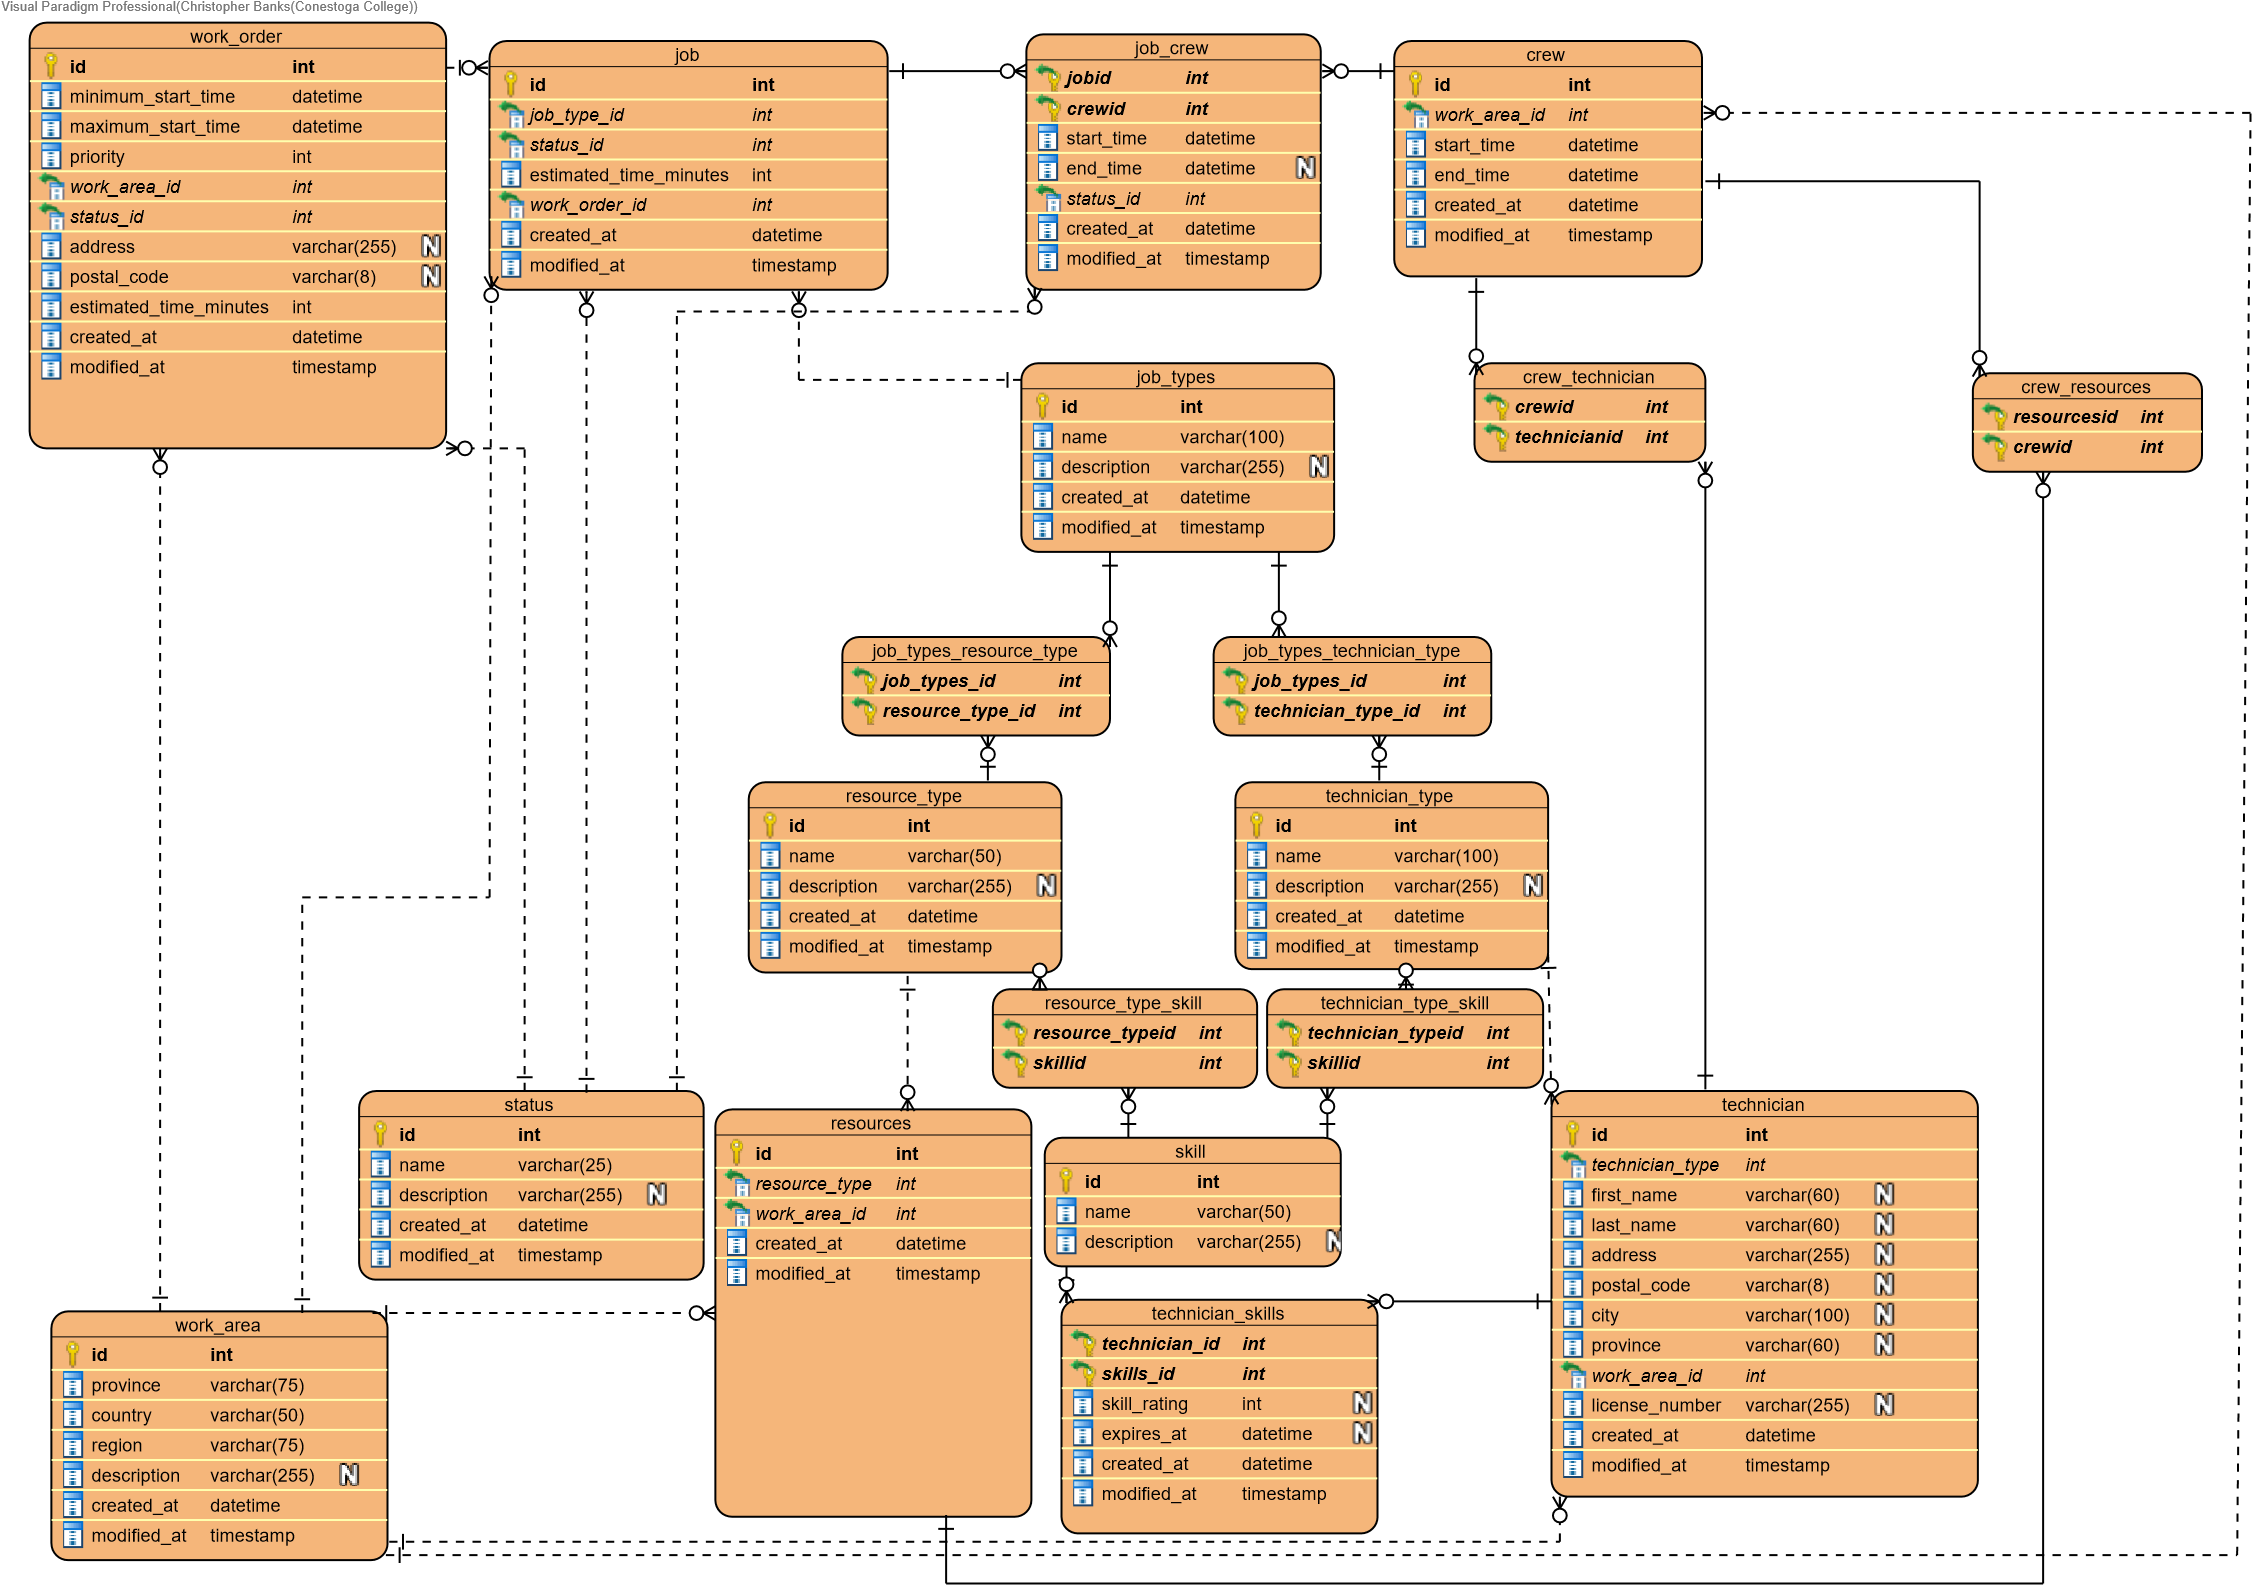 Visual Paradigm Professional(Christopher Banks(Conestoga College))
work_order
id int
minimum_start_time datetime
maximum_start_time datetime
priority int
work_area_id int
status_id int
address varchar(255) N
postal_code varchar(8) N
estimated_time_minutes int
created_at datetime
modified_at timestamp
job
id int
job_type_id int
status_id int
estimated_time_minutes int
work_order_id int
created_at datetime
modified_at timestamp
job_crew
jobid int
crewid int
start_time datetime
end_time datetime N
status_id int
created_at datetime
modified_at timestamp
crew
id int
work_area_id int
start_time datetime
end_time datetime
created_at datetime
modified_at timestamp
job_types
id int
name varchar(100)
description varchar(255) N
created_at datetime
modified_at timestamp
crew_technician
crewid int
technicianid int
crew_resources
resourcesid int
crewid int
job_types_resource_type
job_types_id int
resource_type_id int
job_types_technician_type
job_types_id int
technician_type_id int
resource_type
id int
name varchar(50)
description varchar(255) N
created_at datetime
modified_at timestamp
technician_type
id int
name varchar(100)
description varchar(255) N
created_at datetime
modified_at timestamp
resource_type_skill
resource_typeid int
skillid int
technician_type_skill
technician_typeid int
skillid int
status
id int
name varchar(25)
description varchar(255) N
created_at datetime
modified_at timestamp
resources
id int
resource_type int
work_area_id int
created_at datetime
modified_at timestamp
skill
id int
name varchar(50)
description varchar(255) N
technician
id int
technician_type int
first_name varchar(60) N
last_name varchar(60) N
address varchar(255) N
postal_code varchar(8) N
city varchar(100) N
province varchar(60) N
work_area_id int
license_number varchar(255) N
created_at datetime
modified_at timestamp
work_area
id int
province varchar(75)
country varchar(50)
region varchar(75)
description varchar(255) N
created_at datetime
modified_at timestamp
technician_skills
technician_id int
skills_id int
skill_rating int N
expires_at datetime N
created_at datetime
modified_at timestamp